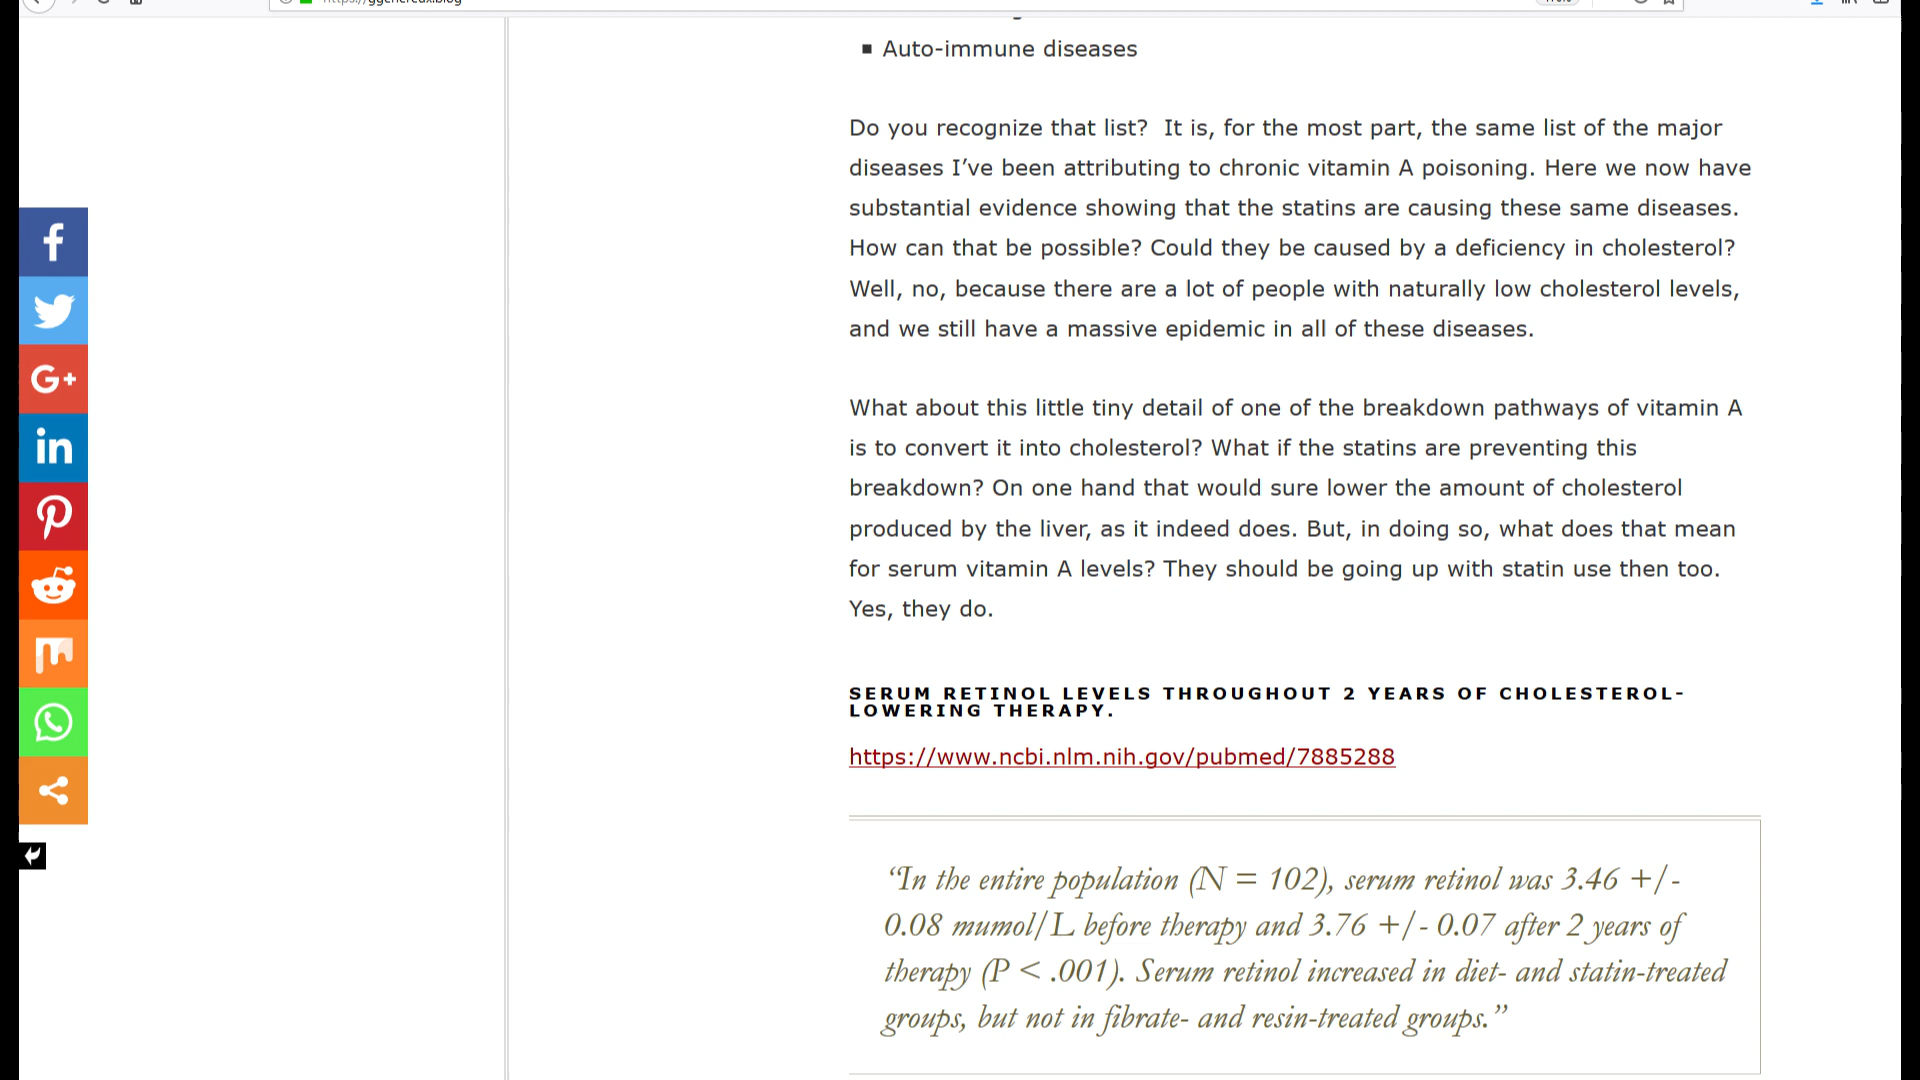 Auto-immune diseases
Do you recognize that list?  It is, for the most part, the same list of the major
diseases I’ve been attributing to chronic vitamin A poisoning. Here we now have
substantial evidence showing that the statins are causing these same diseases.
How can that be possible? Could they be caused by a deficiency in cholesterol?
Well, no, because there are a lot of people with naturally low cholesterol levels,
and we still have a massive epidemic in all of these diseases.
What about this little tiny detail of one of the breakdown pathways of vitamin A
is to convert it into cholesterol? What if the statins are preventing this
breakdown? On one hand that would sure lower the amount of cholesterol
produced by the liver, as it indeed does. But, in doing so, what does that mean
for serum vitamin A levels? They should be going up with statin use then too.
Yes, they do.
SERUM RETINOL LEVELS THROUGHOUT 2 YEARS OF CHOLESTEROL-
LOWERING THERAPY.
https://www.ncbi.nlm.nih.gov/pubmed/7885288
“In the entire population (N = 102), serum retinol was 3.46 +/-
0.08 mumol/L before therapy and 3.76 +/- 0.07 after 2 years of
therapy (P < .001). Serum retinol increased in diet- and statin-treated
groups, but not in fibrate- and resin-treated groups.”
f
G+
in